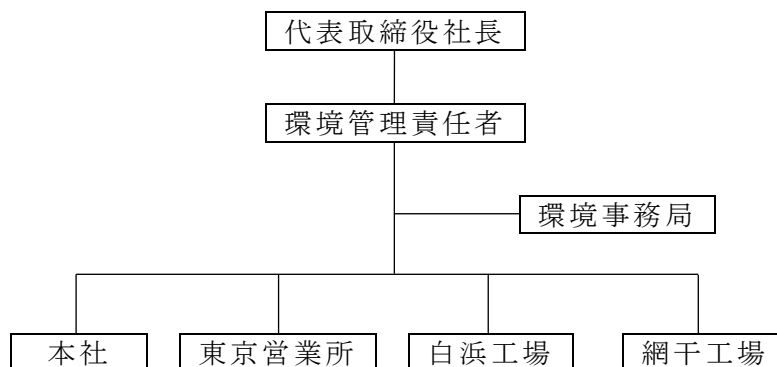 代表取締役社長
環境管理責任者
環境事務局
本社
東京営業所
白浜工場
網干工場